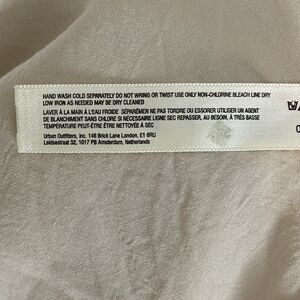 HAND WASH COLD SEPARATELY DO NOT WRING OR TWIST USE ONLY NON-CHLORINE BLEACH LINE DRY
LOW IRON AS NEEDED MAY BE DRY CLEANED
LAVER À LA MAIN À L'EAU FROIDE SÉPARÉMEN NE PAS TORDRE OU ESSORER UTILISER UN AGENT
DE BLANCHIMENT SANS CHLORE SI NÉCESSAIRE LIGNE SEC REPASSER, AU BESOIN, À TRÈS BASSE
TEMPÉRATURE PEUT-ÊTRE ÊTRE NETTOYÉE À SEC
Urban Outfitters, Inc. 146 Brick Lane London, E1 6RU
Leidsestraat 32, 1017 PB Amsterdam, Netherlands